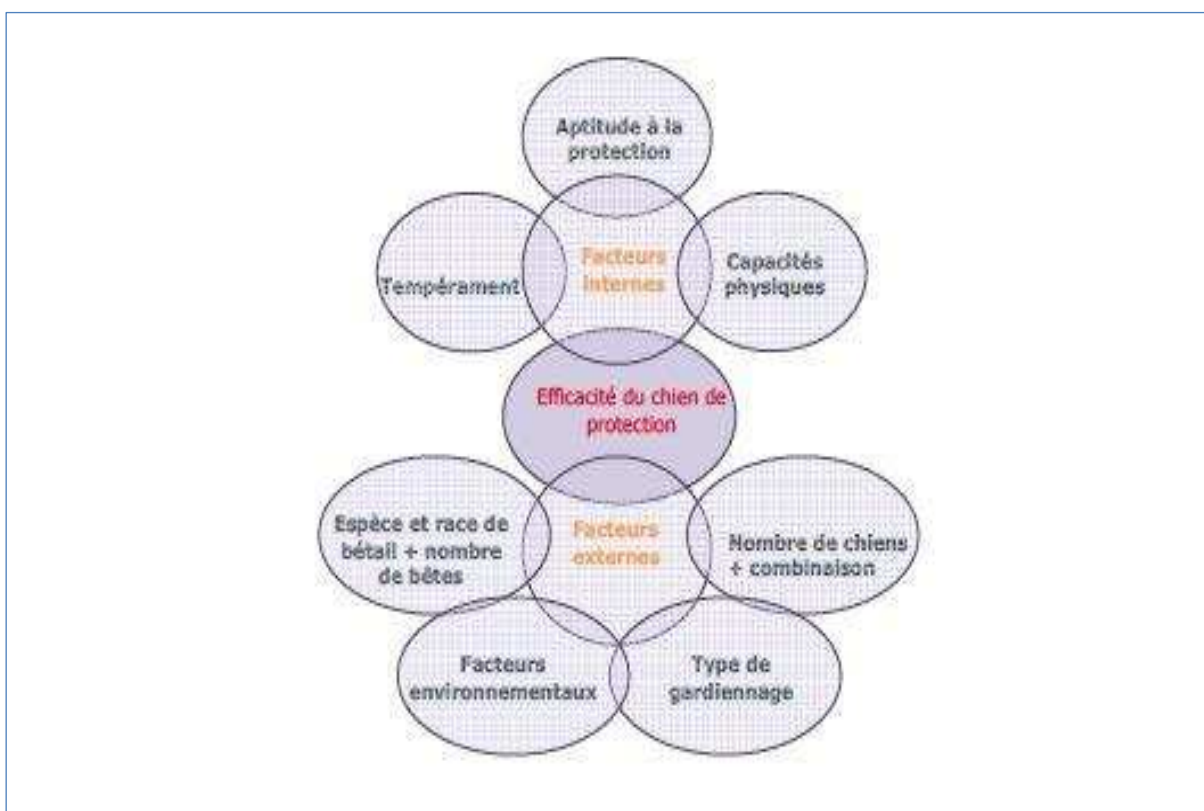 Aptitude à la
protection
Facteurs
internes
Tempérament
Capacités
physiques
Efficacité du chien de
protection
Espèce et race de
bétail + nombre
de bêtes
Facteurs
externes
Nombre de chiens
+ combinaison
Facteurs
environnementaux
Type de
gardiennage